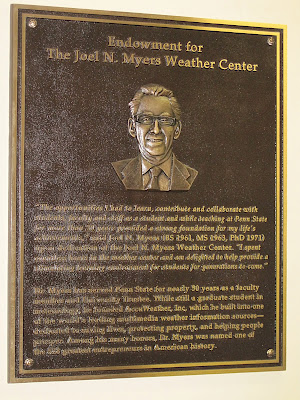 Endowment for
The Joel N. Myers Weather Center
"The opportunities I had to learn, contribute and collaborate with
students, faculty and staff as a student and while teaching at Penn State
for more than 20 years provided a strong foundation for my life's
said Joel N. Myers (BS 1961, MS 1963, PhD 1971)
of the Joel N. Myers Weather Center. "I spent
hours in the weather center and am delighted to help provide a
learning environment for students for generations to come."
Dr. Myers has served Penn State for nearly 50 years as a faculty
member and Trustee. While still a graduate student in
meteorology, he founded AccuWeather, Inc, which he built into one
of the world's leading multimedia weather information sources—
dedicated to saving lives, protecting property, and helping people
prosper. Among his many honors, Dr. Myers was named one of
the greatest entrepreneurs in American history.